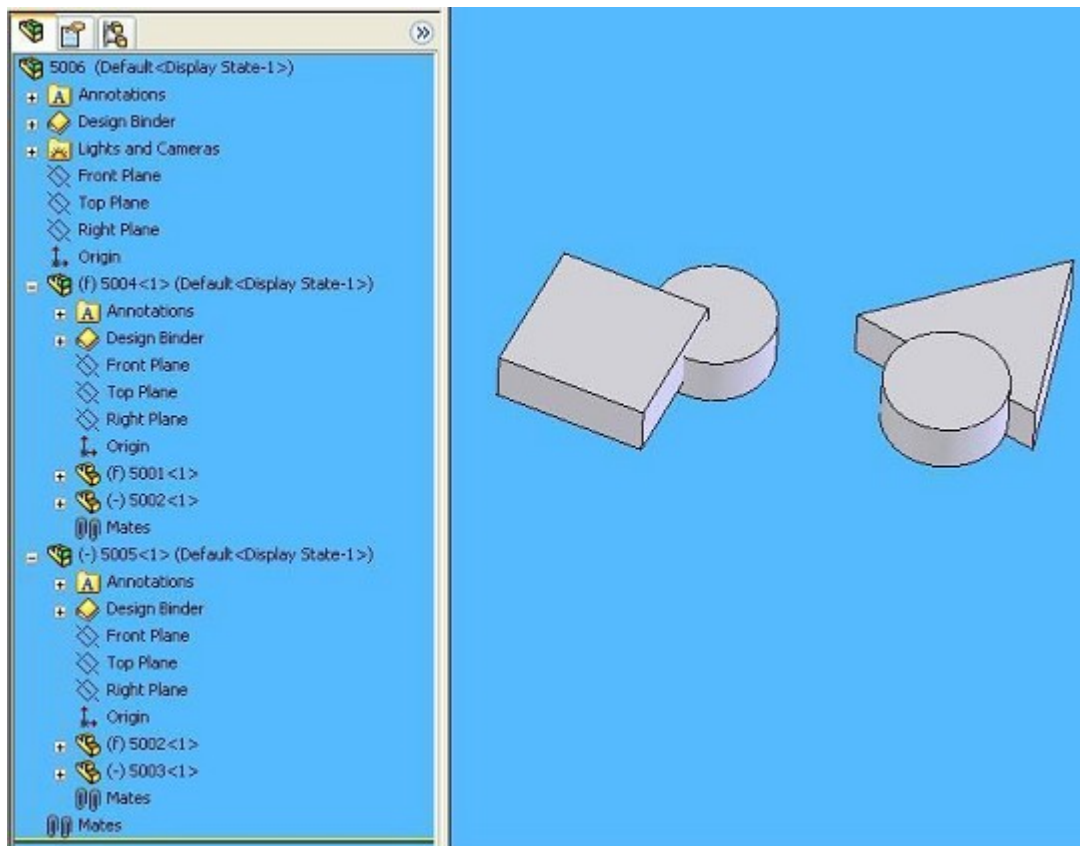 5006 (Default<Display State-1>)
A Annotations
Design Binder
Lights and Cameras
Front Plane
Top Plane
Right Plane
Origin
(f) 5004<1> (Default<Display State-1>)
A Annotations
Design Binder
Front Plane
Top Plane
Right Plane
Origin
(f) 5001<1>
(-) 5002<1>
Mates
(-) 5005<1> (Default<Display State-1>)
A Annotations
Design Binder
Front Plane
Top Plane
Right Plane
Origin
(f) 5002<1>
(-) 5003<1>
Mates
Mates